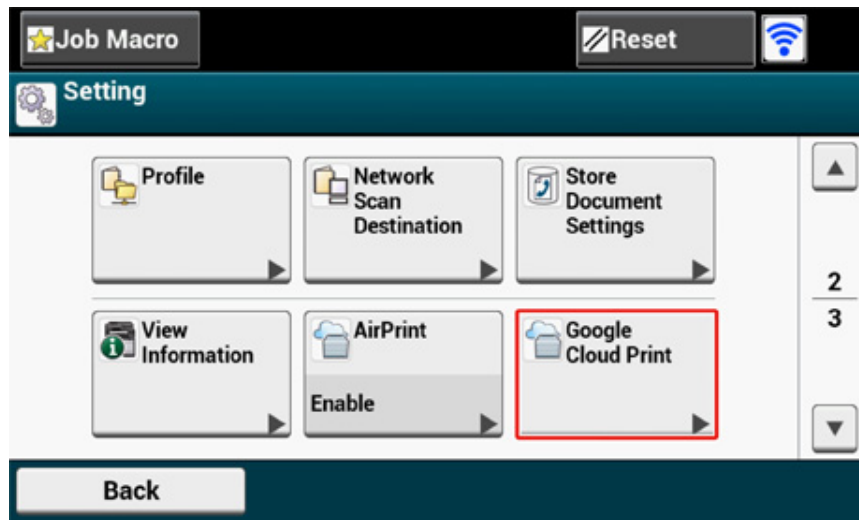 Job Macro
Reset
Setting
Profile
Network
Scan
Destination
Store
Document
Settings
2
3
View
Information
AirPrint
Enable
Google
Cloud Print
Back